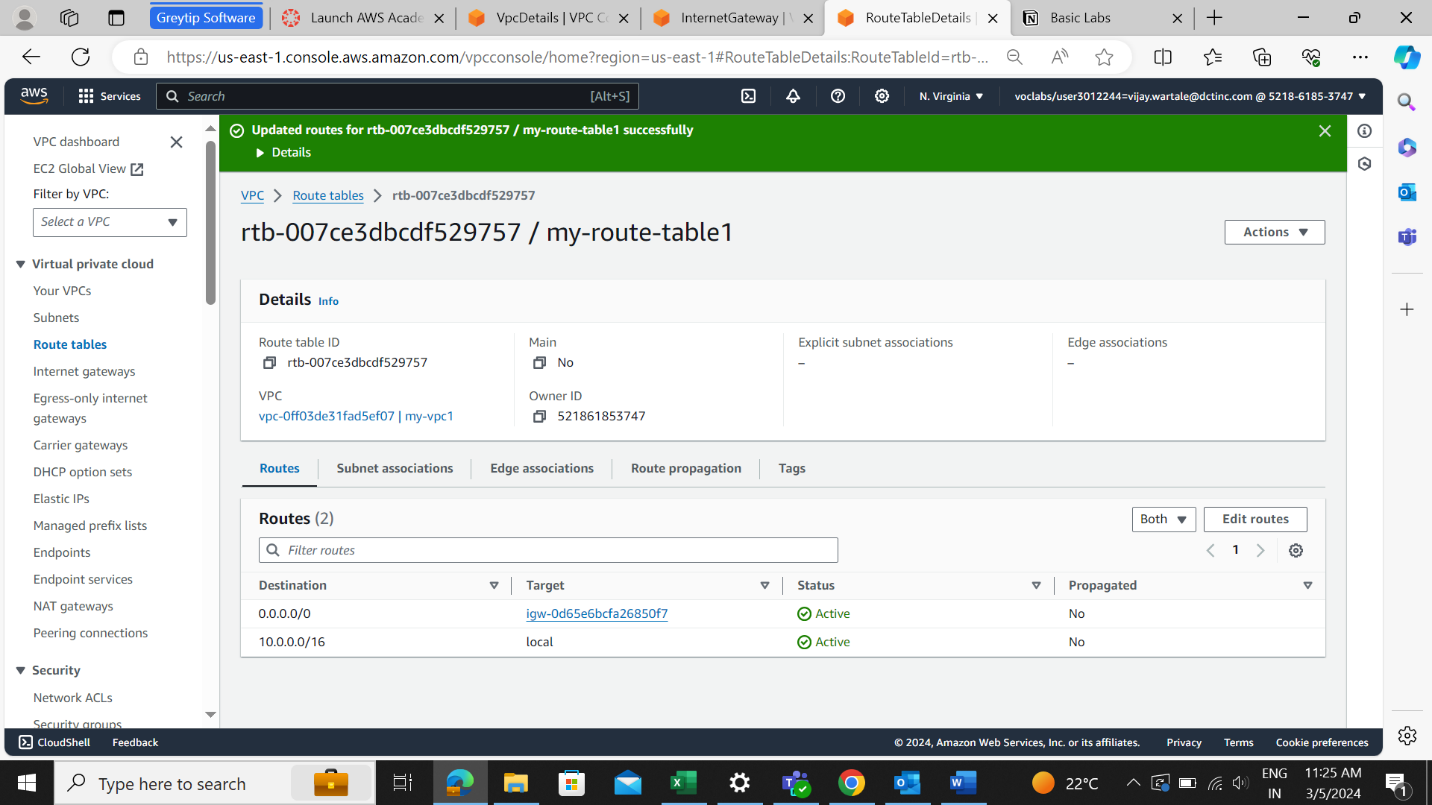 Greytip Software
Launch AWS Acade
VpcDetails | VPC Co
InternetGateway | V
RouteTableDetails |
Basic Labs
https://us-east-1.console.aws.amazon.com/vpcconsole/home?region=us-east-1#RouteTableDetails:RouteTableId=rtb-...
aws
Services
Search
[Alt+S]
N. Virginia
voclabs/user3012244=vijay.wartale@dctinc.com @ 5218-6185-3747
VPC dashboard
EC2 Global View
Filter by VPC:
Select a VPC
Virtual private cloud
Your VPCs
Subnets
Route tables
Internet gateways
Egress-only internet
gateways
Carrier gateways
DHCP option sets
Elastic IPs
Managed prefix lists
Endpoints
Endpoint services
NAT gateways
Peering connections
Security
Network ACLs
Security groups
Updated routes for rtb-007ce3dbcdf529757 / my-route-table1 successfully
Details
VPC
Route tables
rtb-007ce3dbcdf529757
rtb-007ce3dbcdf529757 / my-route-table1
Actions
Details Info
Route table ID
rtb-007ce3dbcdf529757
Main
No
Explicit subnet associations
–
Edge associations
–
VPC
vpc-0ff03de31fad5ef07 | my-vpc1
Owner ID
521861853747
Routes
Subnet associations
Edge associations
Route propagation
Tags
Routes (2)
Both
Edit routes
Filter routes
1
Destination Target Status Propagated
0.0.0.0/0 igw-0d65e6bcfa26850f7 Active No
10.0.0.0/16 local Active No
CloudShell
Feedback
© 2024, Amazon Web Services, Inc. or its affiliates.
Privacy
Terms
Cookie preferences
Type here to search
22°C
ENG
IN
11:25 AM
3/5/2024
1